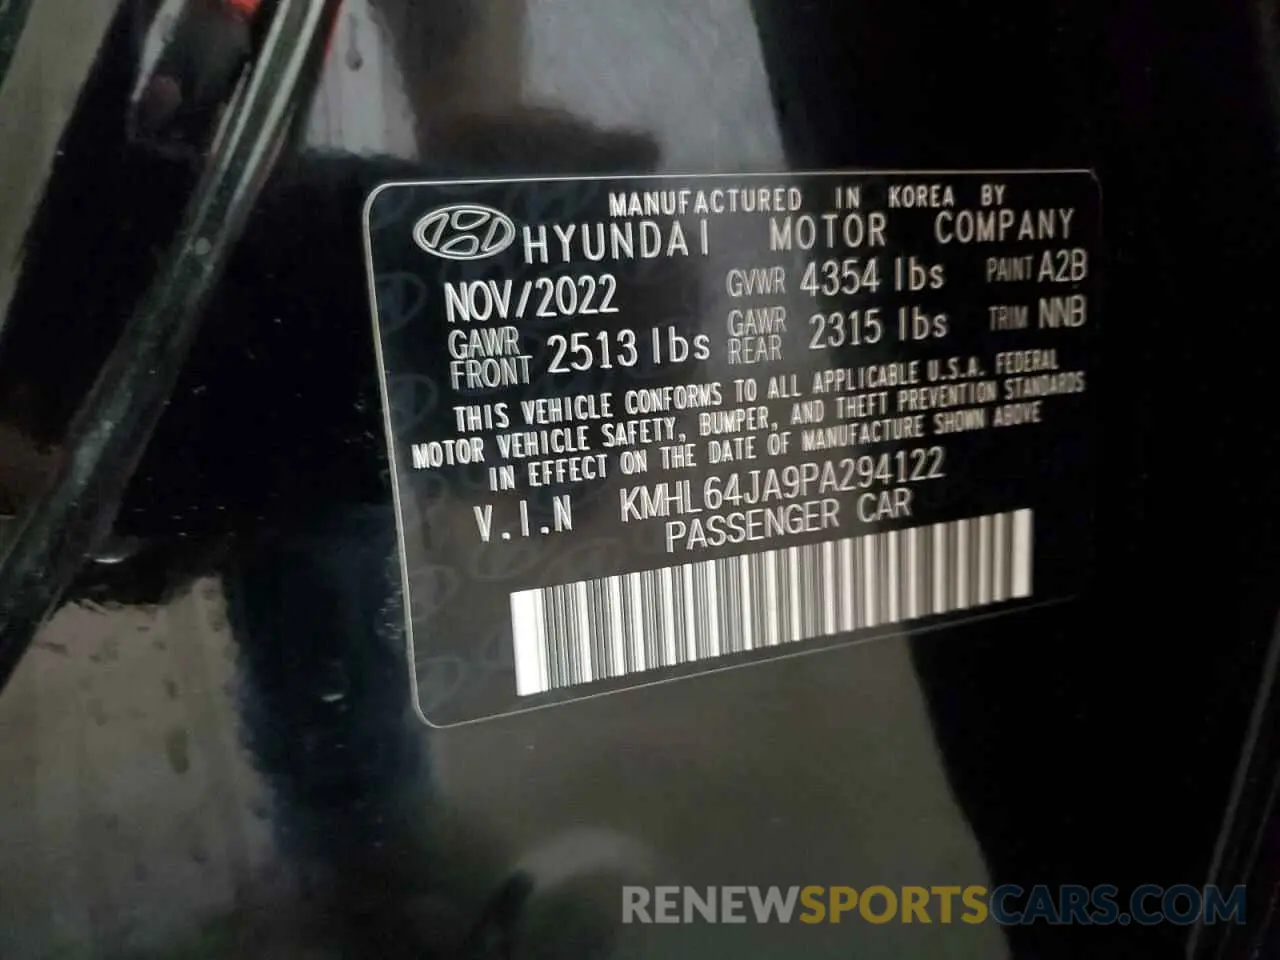 MANUFACTURED IN KOREA BY
HYUNDAI MOTOR COMPANY
NOV/2022 GVWR 4354 lbs PAINT A2B
GAWR FRONT 2513 lbs GAWR REAR 2315 lbs TRIM NNB
THIS VEHICLE CONFORMS TO ALL APPLICABLE U.S.A. FEDERAL
MOTOR VEHICLE SAFETY, BUMPER, AND THEFT PREVENTION STANDARDS
IN EFFECT ON THE DATE OF MANUFACTURE SHOWN ABOVE
V.I.N KMHL64JA9PA294122
PASSENGER CAR
RENEWSPORTSCARS.COM